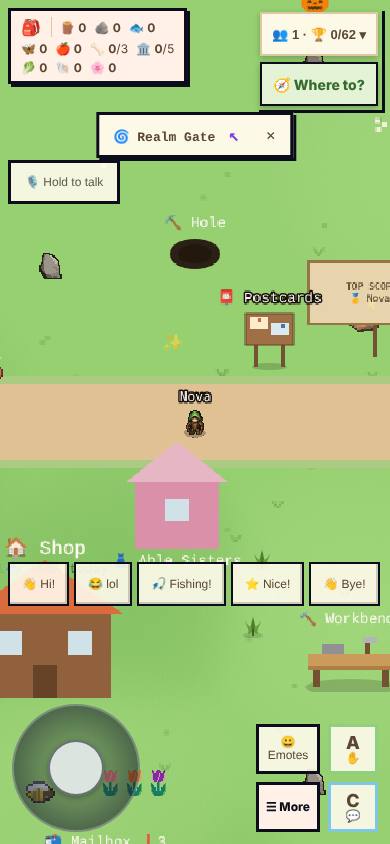 0 0 0
0 0 0/3 0/5
0 0 0
1 · 0/62 ▾
Where to?
Realm Gate ×
Hold to talk
Hole
Postcards
TOP SCOR
Nova
Nova
Shop
Able Sisters
Hi!
lol
Fishing!
Nice!
Bye!
Workbenc
Emotes
A
☰ More
C
Mailbox 3